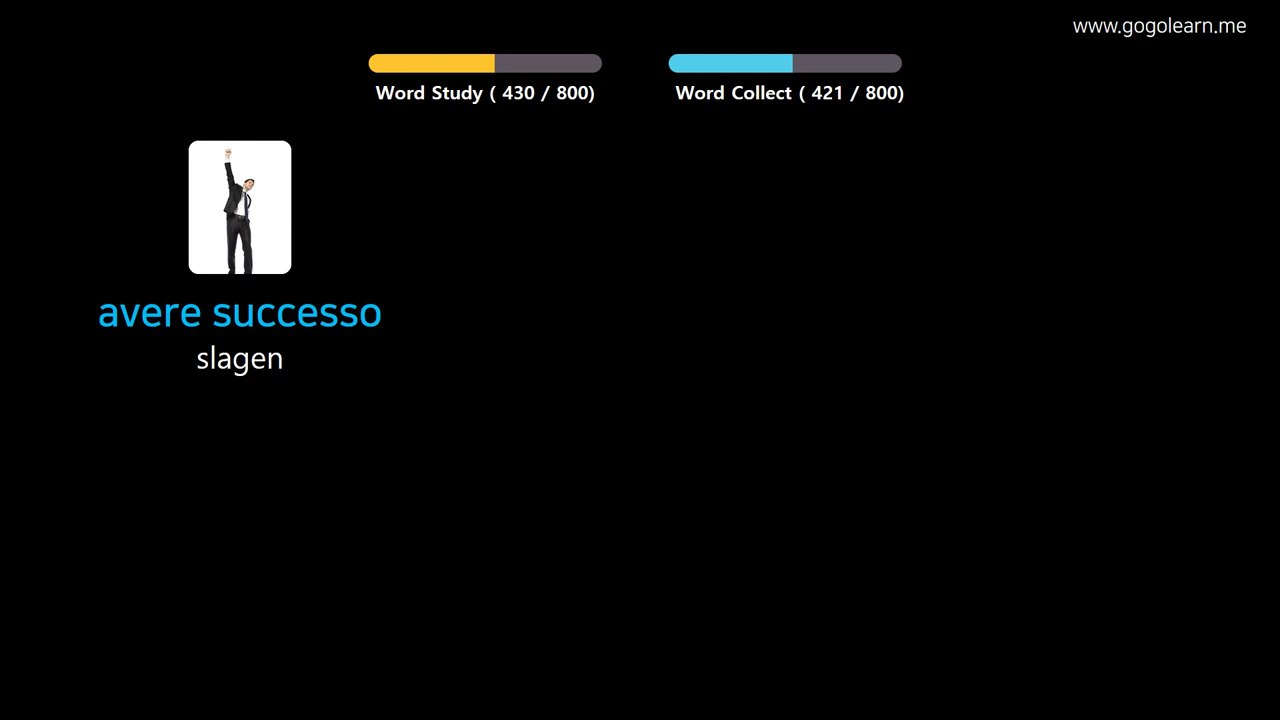 www.gogolearn.me
Word Study ( 430 / 800)
Word Collect ( 421 / 800)
avere successo
slagen